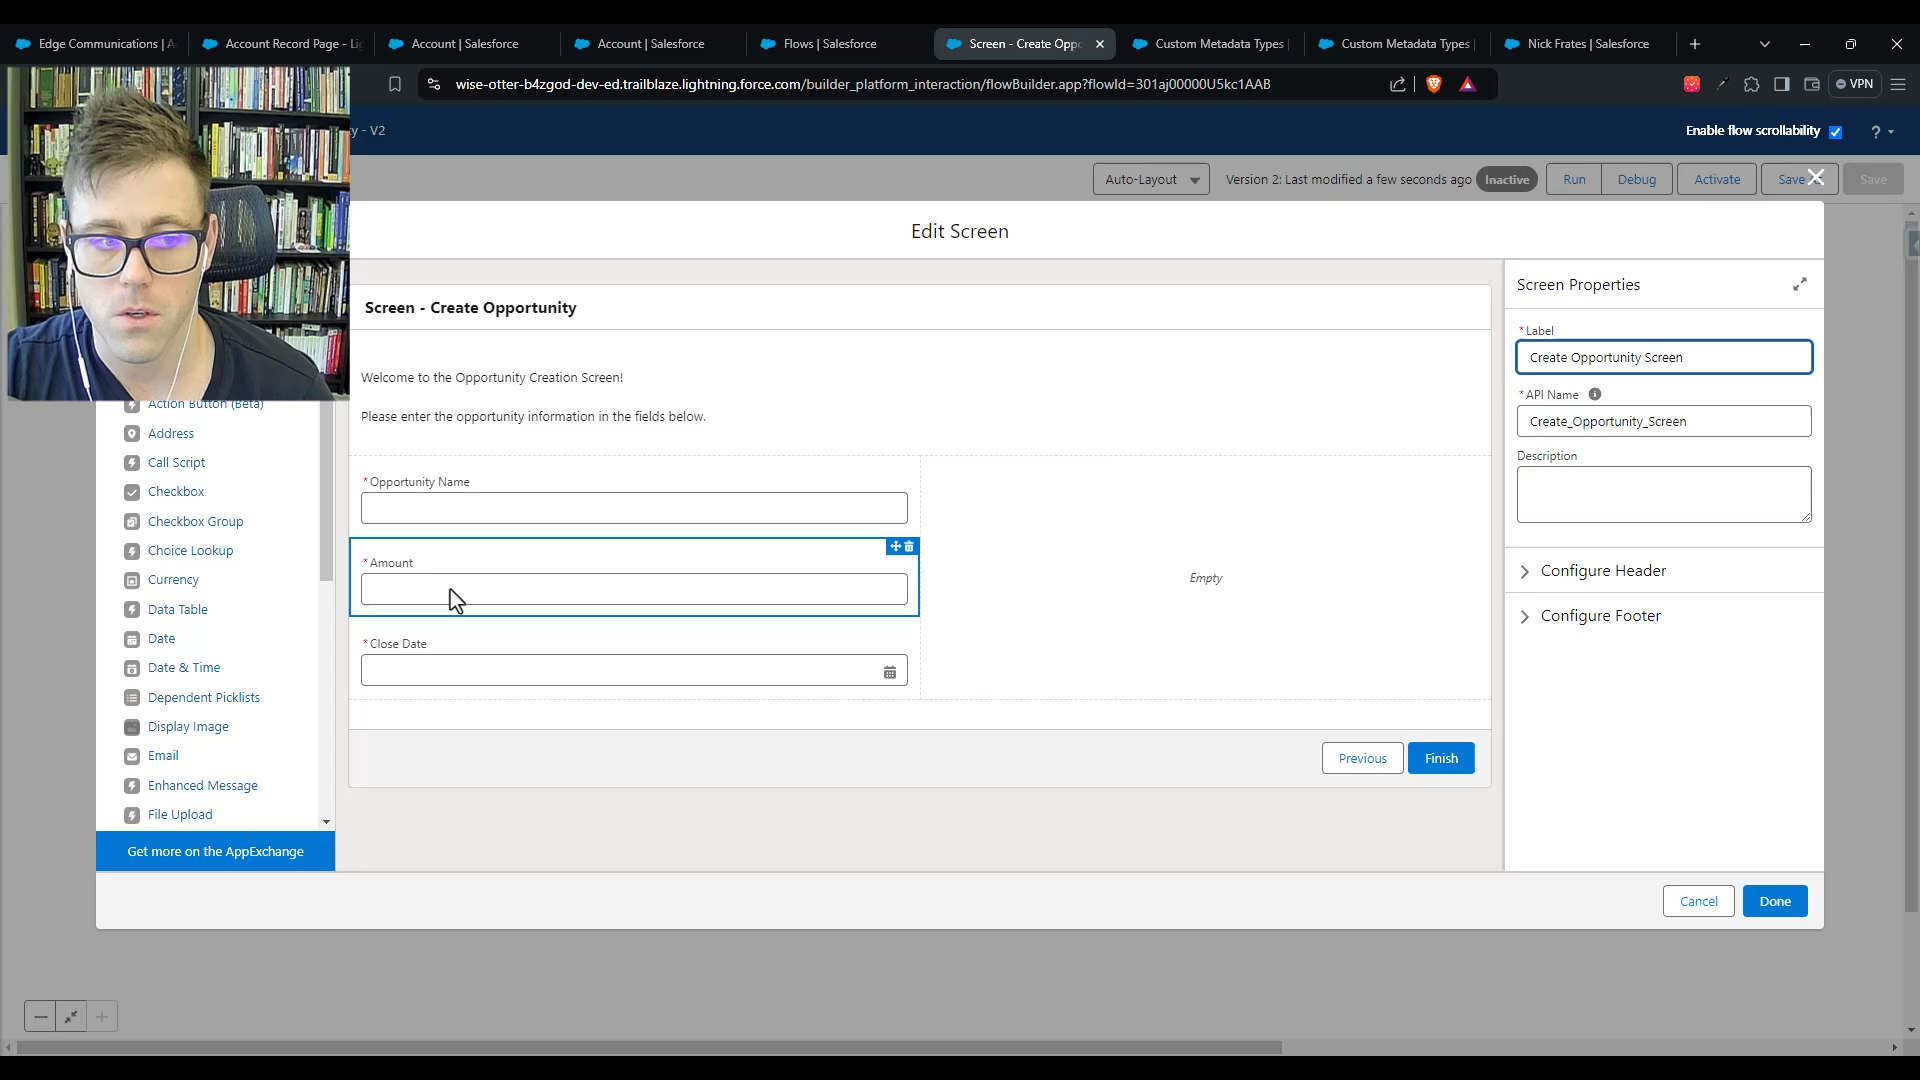 Edge Communications | A
Account Record Page - Lig
Account | Salesforce
Account | Salesforce
Flows | Salesforce
Screen - Create Oppo
Custom Metadata Types
Custom Metadata Types
Nick Frates | Salesforce
wise-otter-b4zgod-dev-ed.trailblaze.lightning.force.com/builder_platform_interaction/flowBuilder.app?flowId=301aj00000U5kc1AAB
VPN
y - V2
Enable flow scrollability
?
Auto-Layout
Version 2: Last modified a few seconds ago
Inactive
Run
Debug
Activate
Save
Save
Edit Screen
Screen - Create Opportunity
Welcome to the Opportunity Creation Screen!
Please enter the opportunity information in the fields below.
*Opportunity Name
*Amount
*Close Date
Empty
Previous
Finish
Action Button (Beta)
Address
Call Script
Checkbox
Checkbox Group
Choice Lookup
Currency
Data Table
Date
Date & Time
Dependent Picklists
Display Image
Email
Enhanced Message
File Upload
Get more on the AppExchange
Screen Properties
*Label
Create Opportunity Screen
*API Name
Create_Opportunity_Screen
Description
Configure Header
Configure Footer
Cancel
Done